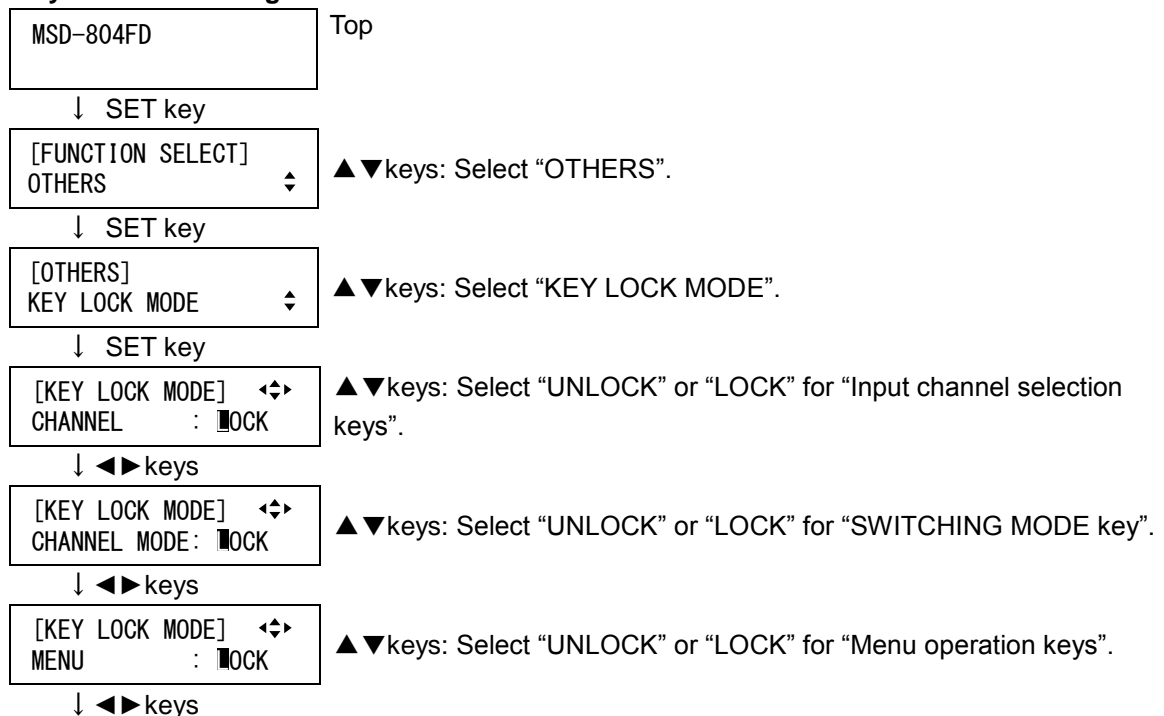 MSD-804FD
Top
↓ SET key
[FUNCTION SELECT]
OTHERS
▲▼keys: Select “OTHERS”.
↓ SET key
[OTHERS]
KEY LOCK MODE
▲▼keys: Select “KEY LOCK MODE”.
↓ SET key
[KEY LOCK MODE]
CHANNEL : LOCK
▲▼keys: Select “UNLOCK” or “LOCK” for “Input channel selection
keys”.
↓ ◀▶keys
[KEY LOCK MODE]
CHANNEL MODE: LOCK
▲▼keys: Select “UNLOCK” or “LOCK” for “SWITCHING MODE key”.
↓ ◀▶keys
[KEY LOCK MODE]
MENU : LOCK
▲▼keys: Select “UNLOCK” or “LOCK” for “Menu operation keys”.
↓ ◀▶keys